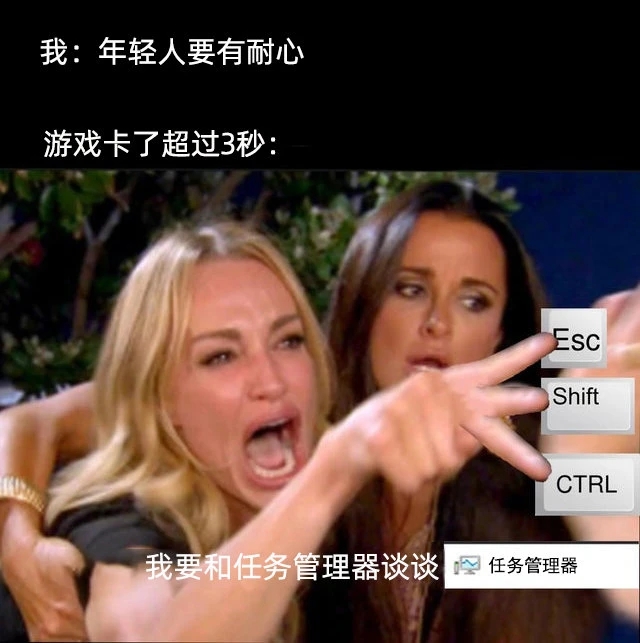 我：年轻人要有耐心
游戏卡了超过3秒：
Esc
Shift
CTRL
我要和任务管理器谈谈
任务管理器